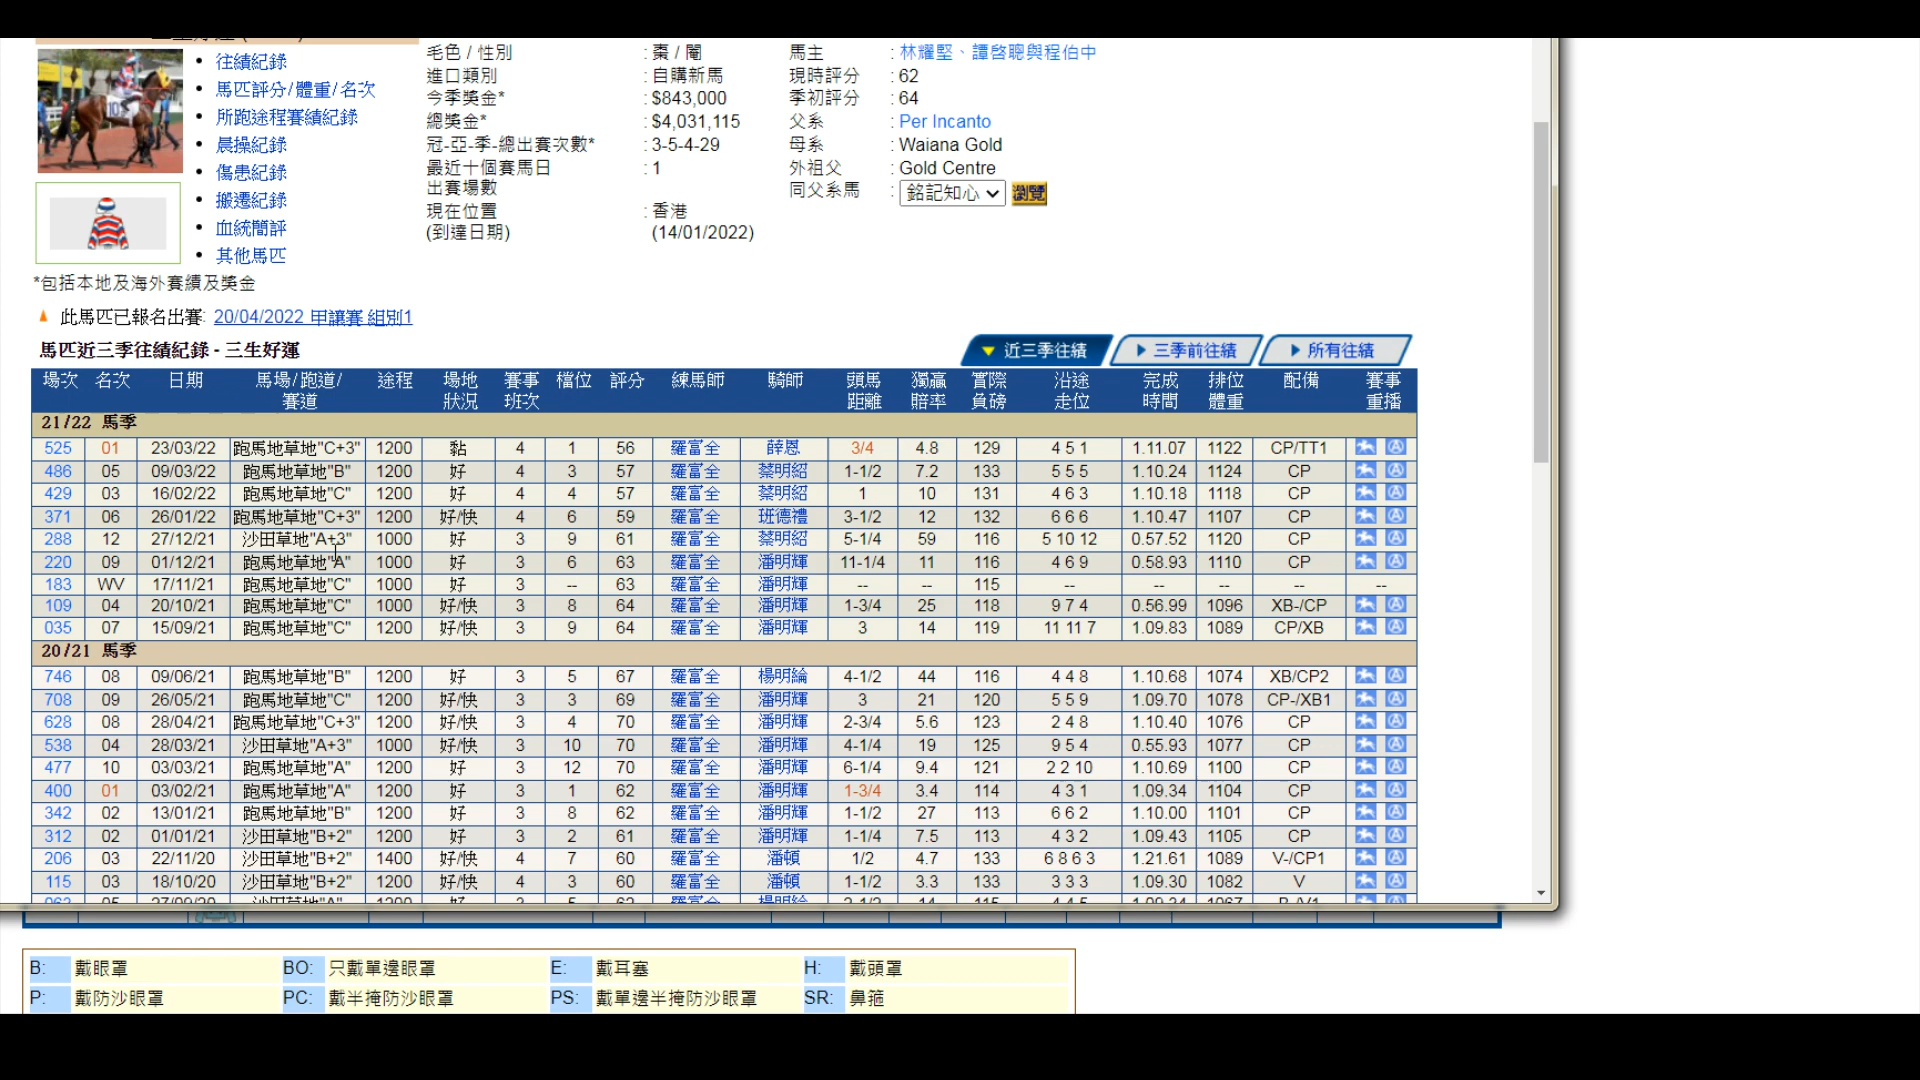 • 往績紀錄
• 馬匹評分/體重/名次
• 所跑途程賽績紀錄
• 晨操紀錄
• 傷患紀錄
• 搬遷紀錄
• 血統簡評
• 其他馬匹
毛色 / 性別 : 棗 / 閹
進口類別 : 自購新馬
今季獎金* : $843,000
總獎金* : $4,031,115
冠-亞-季-總出賽次數* : 3-5-4-29
最近十個賽馬日 : 1
出賽場數
現在位置 : 香港
(到達日期) (14/01/2022)
馬主 : 林耀堅、譚啓聰與程伯中
現時評分 : 62
季初評分 : 64
父系 : Per Incanto
母系 : Waiana Gold
外祖父 : Gold Centre
同父系馬 : 銘記知心 瀏覽
*包括本地及海外賽績及獎金
此馬匹已報名出賽: 20/04/2022 甲讓賽 組別1
馬匹近三季往績紀錄 - 三生好運
近三季往績 三季前往績 所有往績
場次 名次 日期 馬場/跑道/ 途程 場地 賽事 檔位 評分 練馬師 騎師 頭馬 獨贏 實際 沿途 完成 排位 配備 賽事
賽道 狀況 班次 距離 賠率 負磅 走位 時間 體重 重播
21/22 馬季
525 01 23/03/22 跑馬地草地"C+3" 1200 黏 4 1 56 羅富全 薛恩 3/4 4.8 129 4 5 1 1.11.07 1122 CP/TT1
486 05 09/03/22 跑馬地草地"B" 1200 好 4 3 57 羅富全 蔡明紹 1-1/2 7.2 133 5 5 5 1.10.24 1124 CP
429 03 16/02/22 跑馬地草地"C" 1200 好 4 4 57 羅富全 蔡明紹 1 10 131 4 6 3 1.10.18 1118 CP
371 06 26/01/22 跑馬地草地"C+3" 1200 好/快 4 6 59 羅富全 班德禮 3-1/2 12 132 6 6 6 1.10.47 1107 CP
288 12 27/12/21 沙田草地"A+3" 1000 好 3 9 61 羅富全 蔡明紹 5-1/4 59 116 5 10 12 0.57.52 1120 CP
220 09 01/12/21 跑馬地草地"A" 1000 好 3 6 63 羅富全 潘明輝 11-1/4 11 116 4 6 9 0.58.93 1110 CP
183 WV 17/11/21 跑馬地草地"C" 1000 好 3 -- 63 羅富全 潘明輝 -- -- 115 -- -- -- -- --
109 04 20/10/21 跑馬地草地"C" 1000 好/快 3 8 64 羅富全 潘明輝 1-3/4 25 118 9 7 4 0.56.99 1096 XB-/CP
035 07 15/09/21 跑馬地草地"C" 1200 好/快 3 9 64 羅富全 潘明輝 3 14 119 11 11 7 1.09.83 1089 CP/XB
20/21 馬季
746 08 09/06/21 跑馬地草地"B" 1200 好 3 5 67 羅富全 楊明綸 4-1/2 44 116 4 4 8 1.10.68 1074 XB/CP2
708 09 26/05/21 跑馬地草地"C" 1200 好/快 3 3 69 羅富全 潘明輝 3 21 120 5 5 9 1.09.70 1078 CP-/XB1
628 08 28/04/21 跑馬地草地"C+3" 1200 好/快 3 4 70 羅富全 潘明輝 2-3/4 5.6 123 2 4 8 1.10.40 1076 CP
538 04 28/03/21 沙田草地"A+3" 1000 好/快 3 10 70 羅富全 潘明輝 4-1/4 19 125 9 5 4 0.55.93 1077 CP
477 10 03/03/21 跑馬地草地"A" 1200 好 3 12 70 羅富全 潘明輝 6-1/4 9.4 121 2 2 10 1.10.69 1100 CP
400 01 03/02/21 跑馬地草地"A" 1200 好 3 1 62 羅富全 潘明輝 1-3/4 3.4 114 4 3 1 1.09.34 1104 CP
342 02 13/01/21 跑馬地草地"B" 1200 好 3 8 62 羅富全 潘明輝 1-1/2 27 113 6 6 2 1.10.00 1101 CP
312 02 01/01/21 沙田草地"B+2" 1200 好 3 2 61 羅富全 潘明輝 1-1/4 7.5 113 4 3 2 1.09.43 1105 CP
206 03 22/11/20 沙田草地"B+2" 1400 好/快 4 7 60 羅富全 潘頓 1/2 4.7 133 6 8 6 3 1.21.61 1089 V-/CP1
115 03 18/10/20 沙田草地"B+2" 1200 好/快 4 3 60 羅富全 潘頓 1-1/2 3.3 133 3 3 3 1.09.30 1082 V
B: 戴眼罩 BO: 只戴單邊眼罩 E: 戴耳塞 H: 戴頭罩
P: 戴防沙眼罩 PC: 戴半掩防沙眼罩 PS: 戴單邊半掩防沙眼罩 SR: 鼻箍